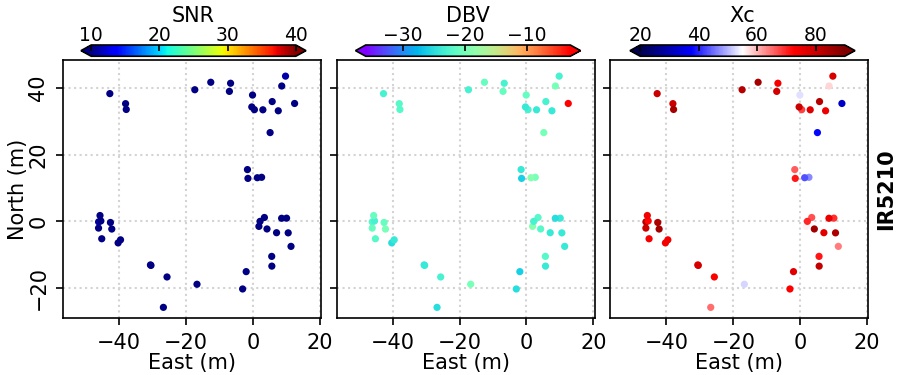 SNR DBV Xc
10 20 30 40 −30 −20 −10 20 40 60 80
40
20
0
−20
North (m)
−40 −20 0 20 −40 −20 0 20 −40 −20 0 20
East (m) East (m) East (m)
IR5210